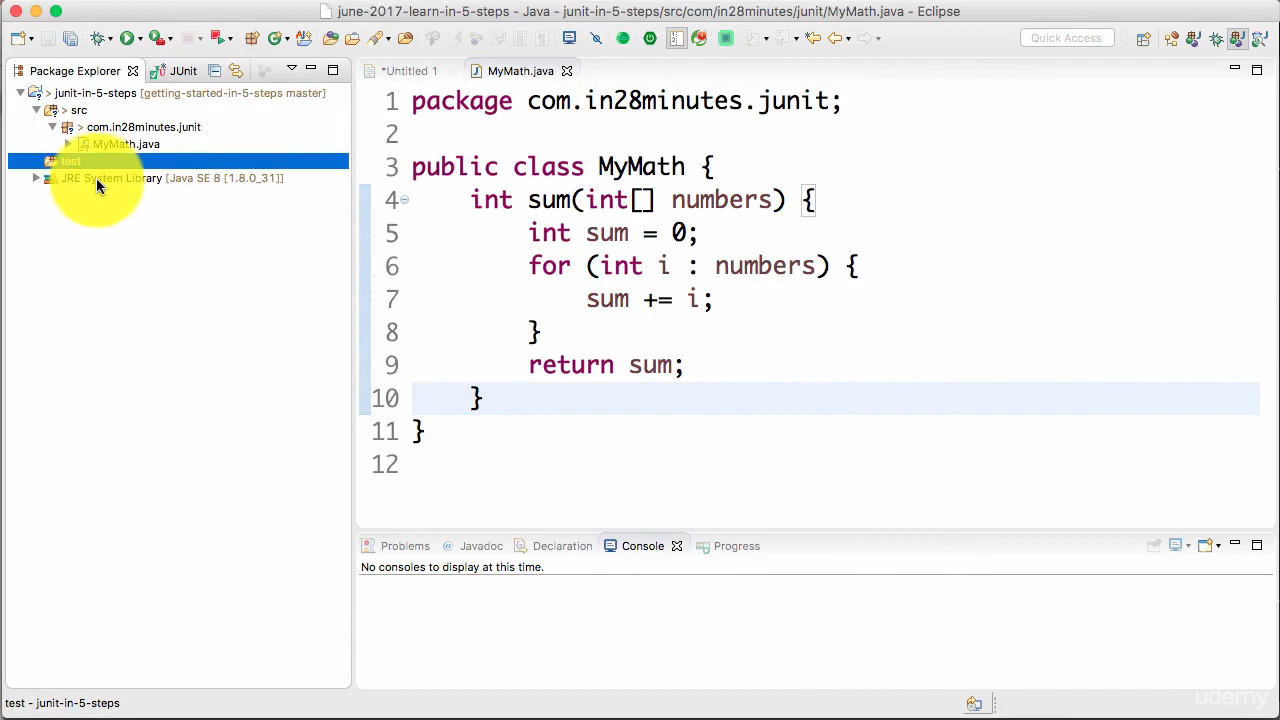 june-2017-learn-in-5-steps - Java - junit-in-5-steps/src/com/in28minutes/junit/MyMath.java - Eclipse
Quick Access
Package Explorer JUnit
*Untitled 1 MyMath.java
> junit-in-5-steps [getting-started-in-5-steps master]
> src
> com.in28minutes.junit
MyMath.java
test
JRE System Library [Java SE 8 [1.8.0_31]]
1 package com.in28minutes.junit;
2
3 public class MyMath {
4 int sum(int[] numbers) {
5 int sum = 0;
6 for (int i : numbers) {
7 sum += i;
8 }
9 return sum;
10 }
11 }
12
Problems @ Javadoc Declaration Console Progress
No consoles to display at this time.
test - junit-in-5-steps
udemy